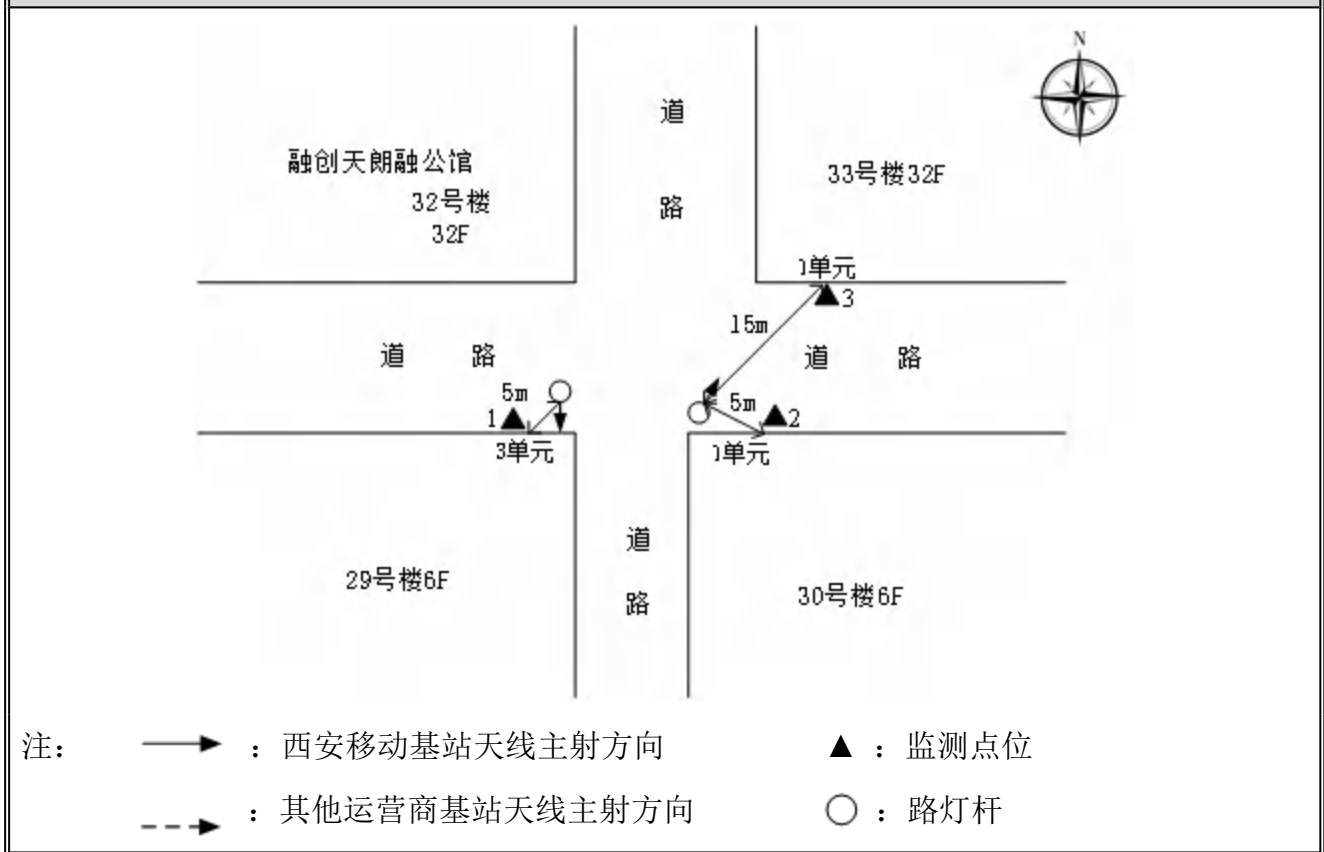 N
道
路
融创天朗融公馆
32号楼
32F
33号楼32F
1单元
3
15m
道 路
道 路
5m
1
5m
2
3单元
1单元
道
路
29号楼6F
30号楼6F
注： ：西安移动基站天线主射方向 ▲ ：监测点位
：其他运营商基站天线主射方向 ○ ：路灯杆